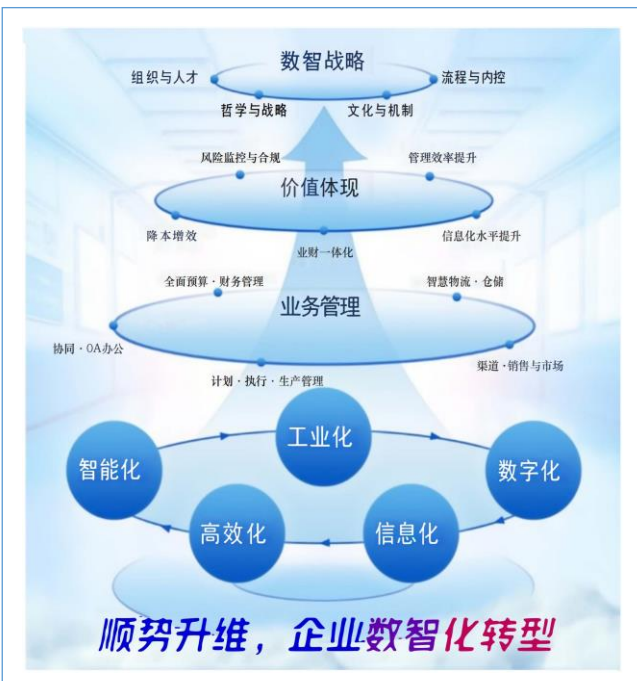 数智战略
组织与人才
流程与内控
哲学与战略
文化与机制
风险监控与合规
管理效率提升
价值体现
降本增效
信息化水平提升
业财一体化
全面预算·财务管理
智慧物流·仓储
业务管理
协同·OA办公
渠道·销售与市场
计划·执行·生产管理
工业化
智能化
数字化
高效化
信息化
顺势升维，企业数智化转型